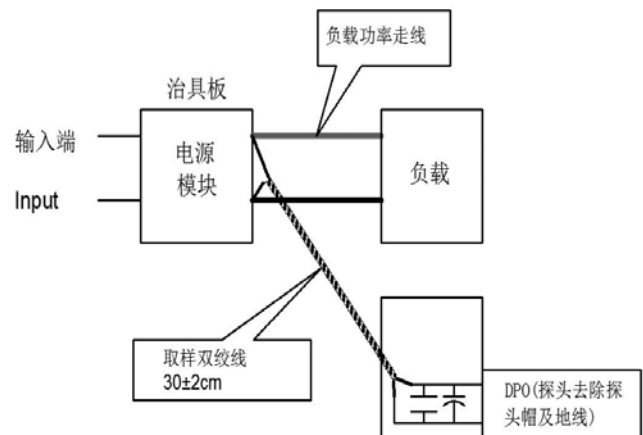 负载功率走线
治具板
输入端
电源
模块
负载
Input
取样双绞线
30±2cm
DPO(探头去除探
头帽及地线)